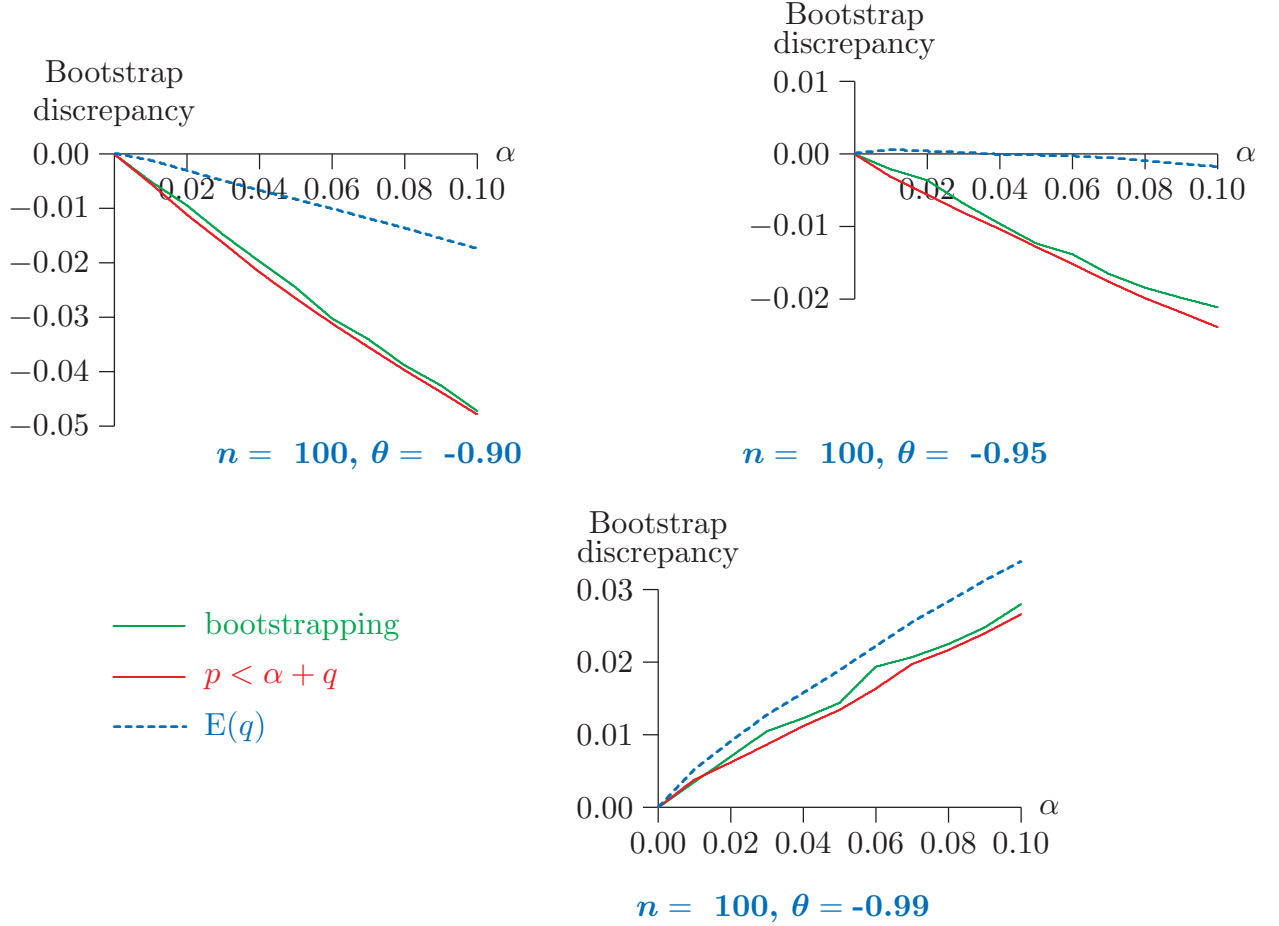 Bootstrap
discrepancy
0.00
−0.01
−0.02
−0.03
−0.04
−0.05
0.02 0.04 0.06 0.08 0.10
α
n = 100, θ = -0.90
Bootstrap
discrepancy
0.01
0.00
−0.01
−0.02
0.02 0.04 0.06 0.08 0.10
α
n = 100, θ = -0.95
bootstrapping
p < α + q
E(q)
Bootstrap
discrepancy
0.03
0.02
0.01
0.00
0.00 0.02 0.04 0.06 0.08 0.10
α
n = 100, θ = -0.99